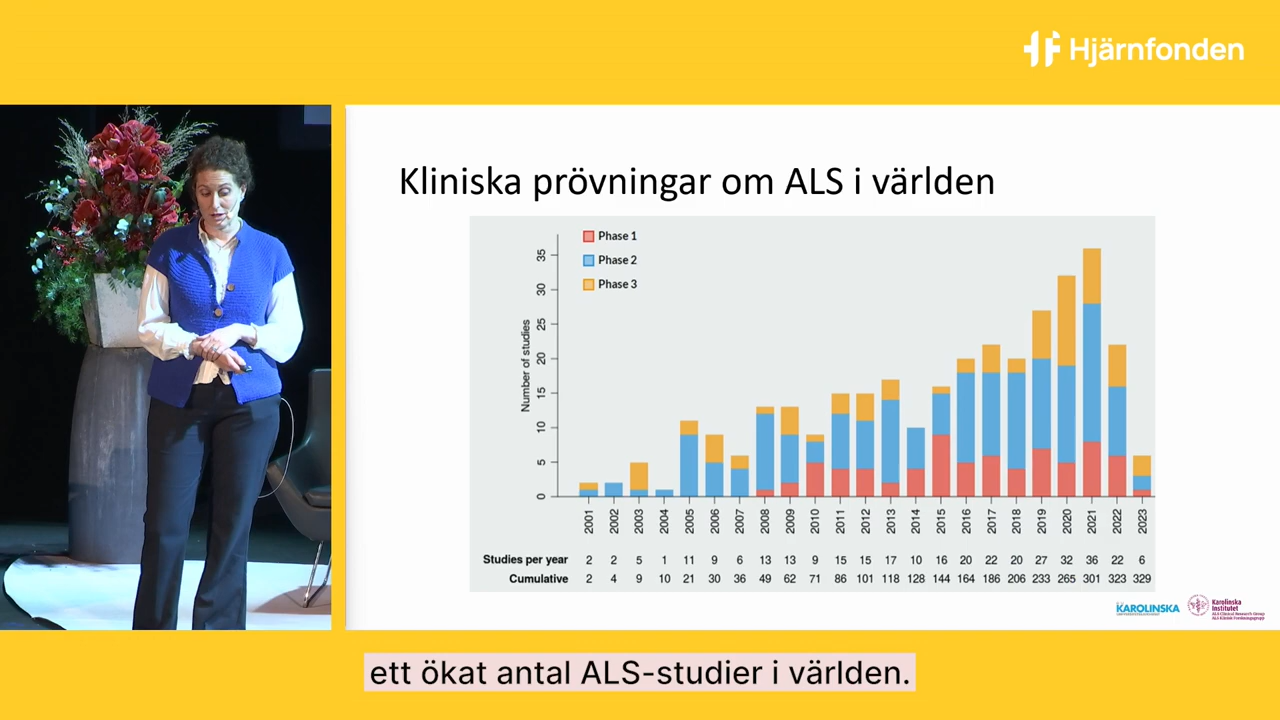 Hjärnfonden
Kliniska prövningar om ALS i världen
Phase 1
Phase 2
Phase 3
Number of studies
35
30
25
20
15
10
5
0
2001 2002 2003 2004 2005 2006 2007 2008 2009 2010 2011 2012 2013 2014 2015 2016 2017 2018 2019 2020 2021 2022 2023
Studies per year 2 2 5 1 11 9 6 13 13 9 15 15 17 10 16 20 22 20 27 32 36 22 6
Cumulative 2 4 9 10 21 30 36 49 62 71 86 101 118 128 144 164 186 206 233 265 301 323 329
KAROLINSKA
Karolinska
Institutet
ALS Clinical Research Group
ett ökat antal ALS-studier i världen.